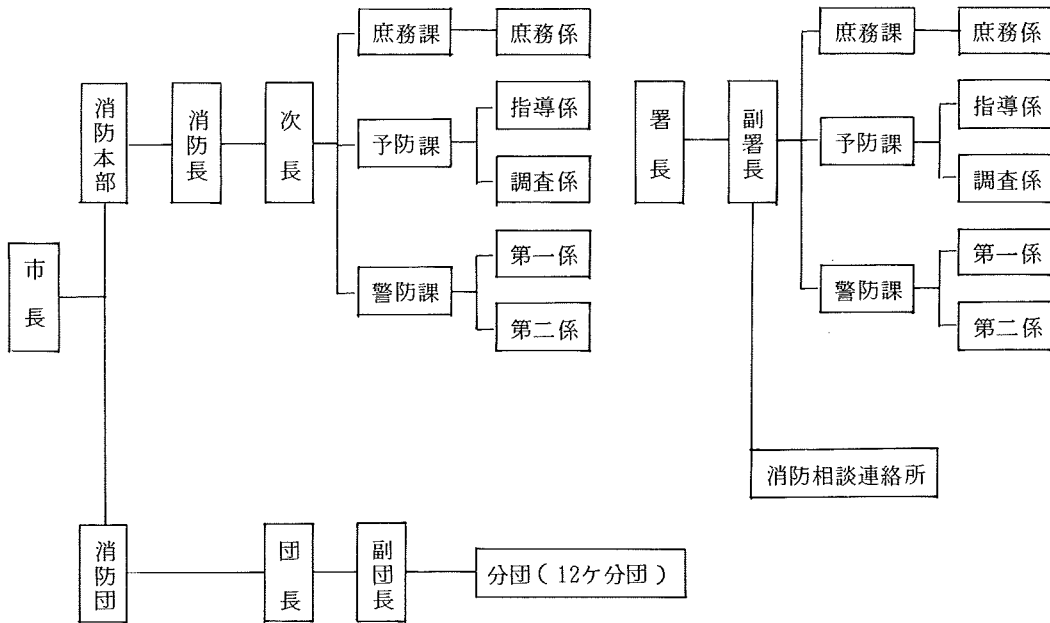 市長
消防本部
消防長
次長
庶務課
庶務係
予防課
指導係
調査係
警防課
第一係
第二係
署長
副署長
庶務課
庶務係
予防課
指導係
調査係
警防課
第一係
第二係
消防相談連絡所
消防団
団長
副団長
分団(12ケ分団)